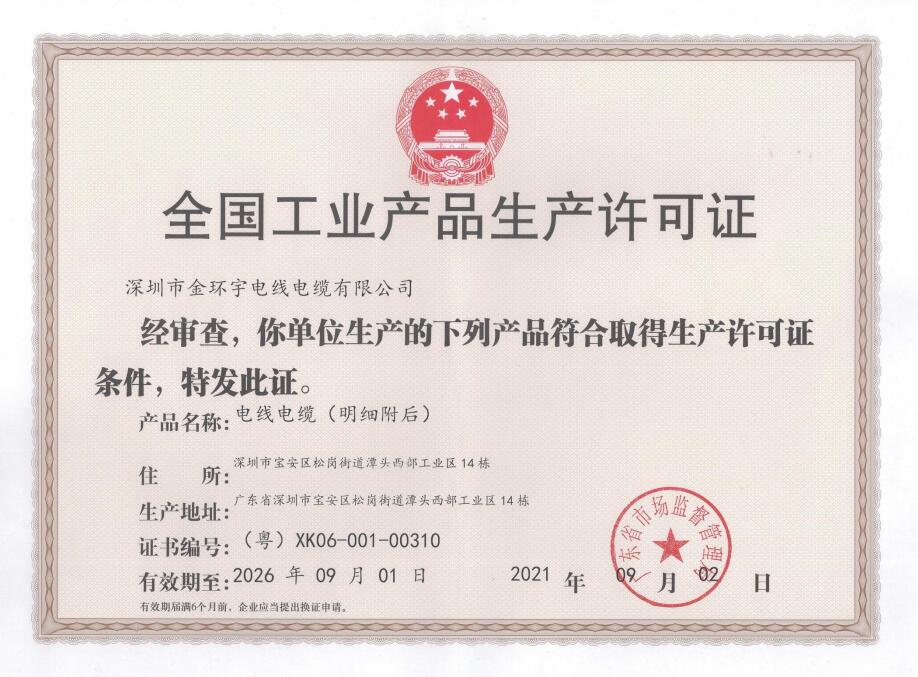 全国工业产品生产许可证
深圳市金环宇电线电缆有限公司
经审查，你单位生产的下列产品符合取得生产许可证
条件，特发此证。
产品名称：电线电缆（明细附后）
住 所：深圳市宝安区松岗街道潭头西部工业区14栋
生产地址：广东省深圳市宝安区松岗街道潭头西部工业区14栋
证书编号：（粤）XK06-001-00310
有效期至：2026 年 09 月 01 日
2021 年 09 月 02 日
有效期届满6个月前，企业应当提出换证申请。
广东省市场监督管理局